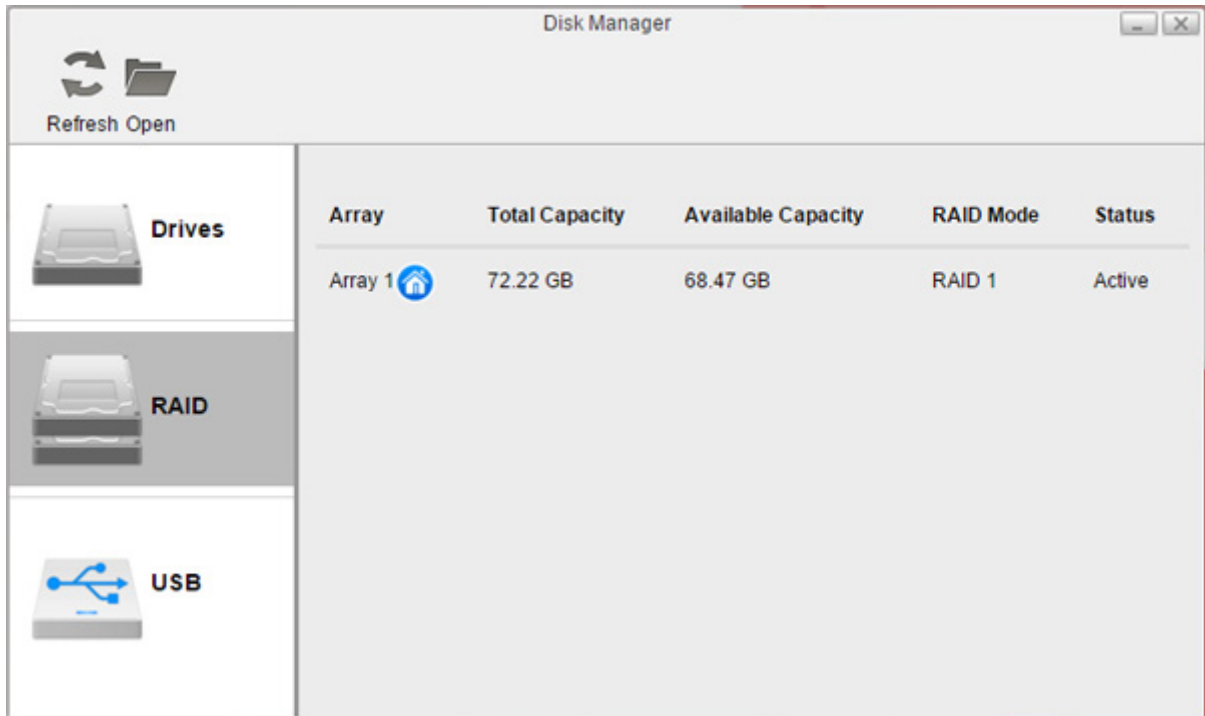 Disk Manager
Refresh Open
Drives
RAID
USB
Array Total Capacity Available Capacity RAID Mode Status
Array 1 72.22 GB 68.47 GB RAID 1 Active